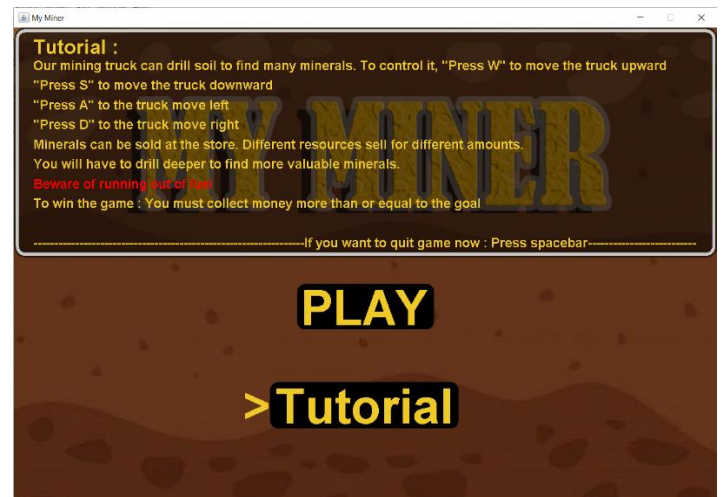 My Miner
Tutorial :
Our mining truck can drill soil to find many minerals. To control it, "Press W" to move the truck upward
"Press S" to move the truck downward
"Press A" to the truck move left
"Press D" to the truck move right
Minerals can be sold at the store. Different resources sell for different amounts.
You will have to drill deeper to find more valuable minerals.
Beware of running out of fuel
To win the game : You must collect money more than or equal to the goal
----------------------------------------------------------------If you want to quit game now : Press spacebar--------------------------
MY MINER
PLAY
>Tutorial